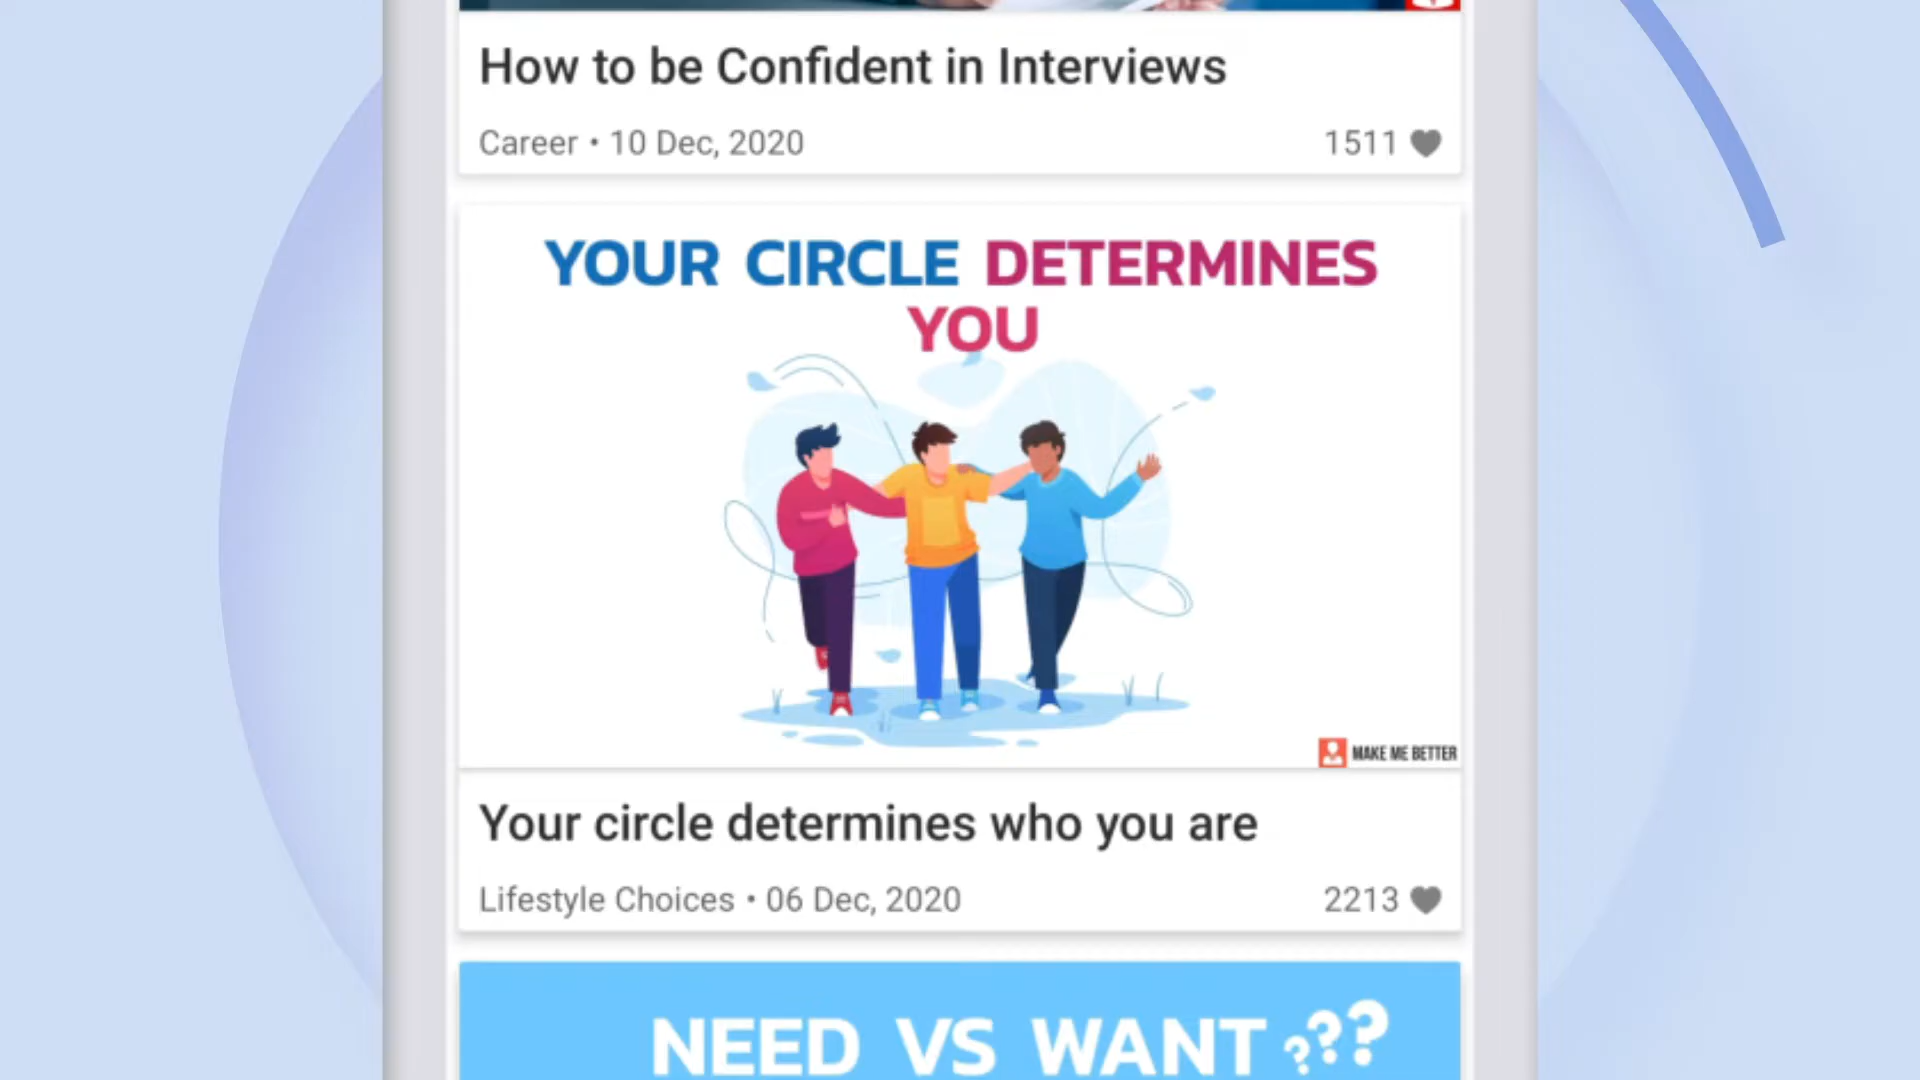 How to be Confident in Interviews
Career • 10 Dec, 2020
1511
YOUR CIRCLE DETERMINES
YOU
MAKE ME BETTER
Your circle determines who you are
Lifestyle Choices • 06 Dec, 2020
2213
NEED VS WANT ???